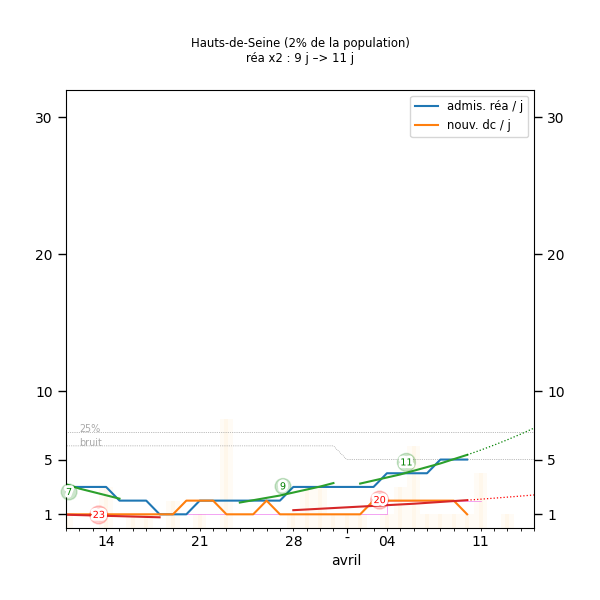 Hauts-de-Seine (2% de la population)
réa x2 : 9 j –> 11 j
admis. réa / j
nouv. dc / j
30 30
20 20
10 10
25%
bruit
5 5
1 1
7
23
9
11
20
14 21 28 - 04 11
avril